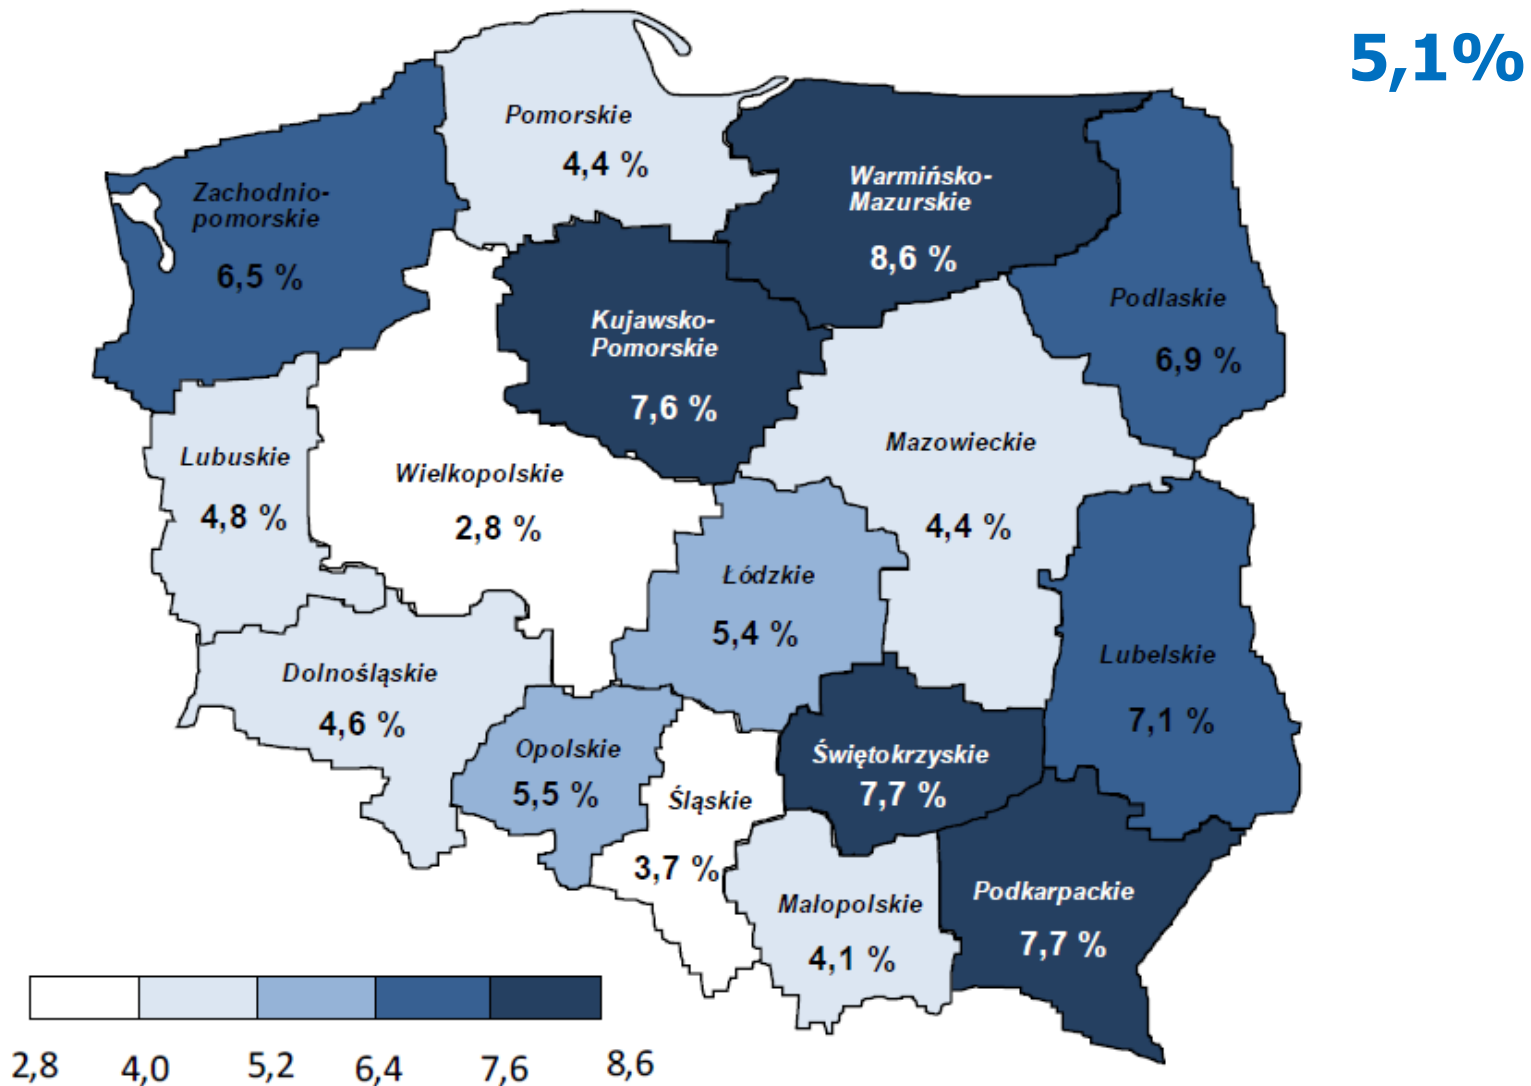 5,1%
Pomorskie
4,4 %
Warmińsko-
Mazurskie
8,6 %
Zachodnio-
pomorskie
6,5 %
Podlaskie
6,9 %
Kujawsko-
Pomorskie
7,6 %
Mazowieckie
4,4 %
Lubuskie
4,8 %
Wielkopolskie
2,8 %
Łódzkie
5,4 %
Lubelskie
7,1 %
Dolnośląskie
4,6 %
Opolskie
5,5 %
Śląskie
3,7 %
Świętokrzyskie
7,7 %
Małopolskie
4,1 %
Podkarpackie
7,7 %
2,8 4,0 5,2 6,4 7,6 8,6